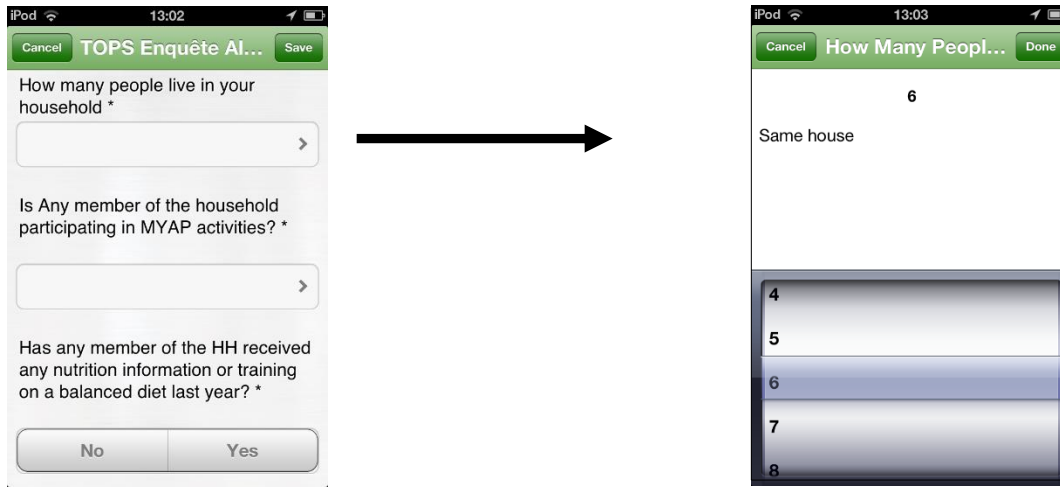 iPod 13:02
Cancel TOPS Enquête Al... Save
How many people live in your
household *
Is Any member of the household
participating in MYAP activities? *
Has any member of the HH received
any nutrition information or training
on a balanced diet last year? *
No Yes
iPod 13:03
Cancel How Many Peopl... Done
6
Same house
4
5
6
7
8